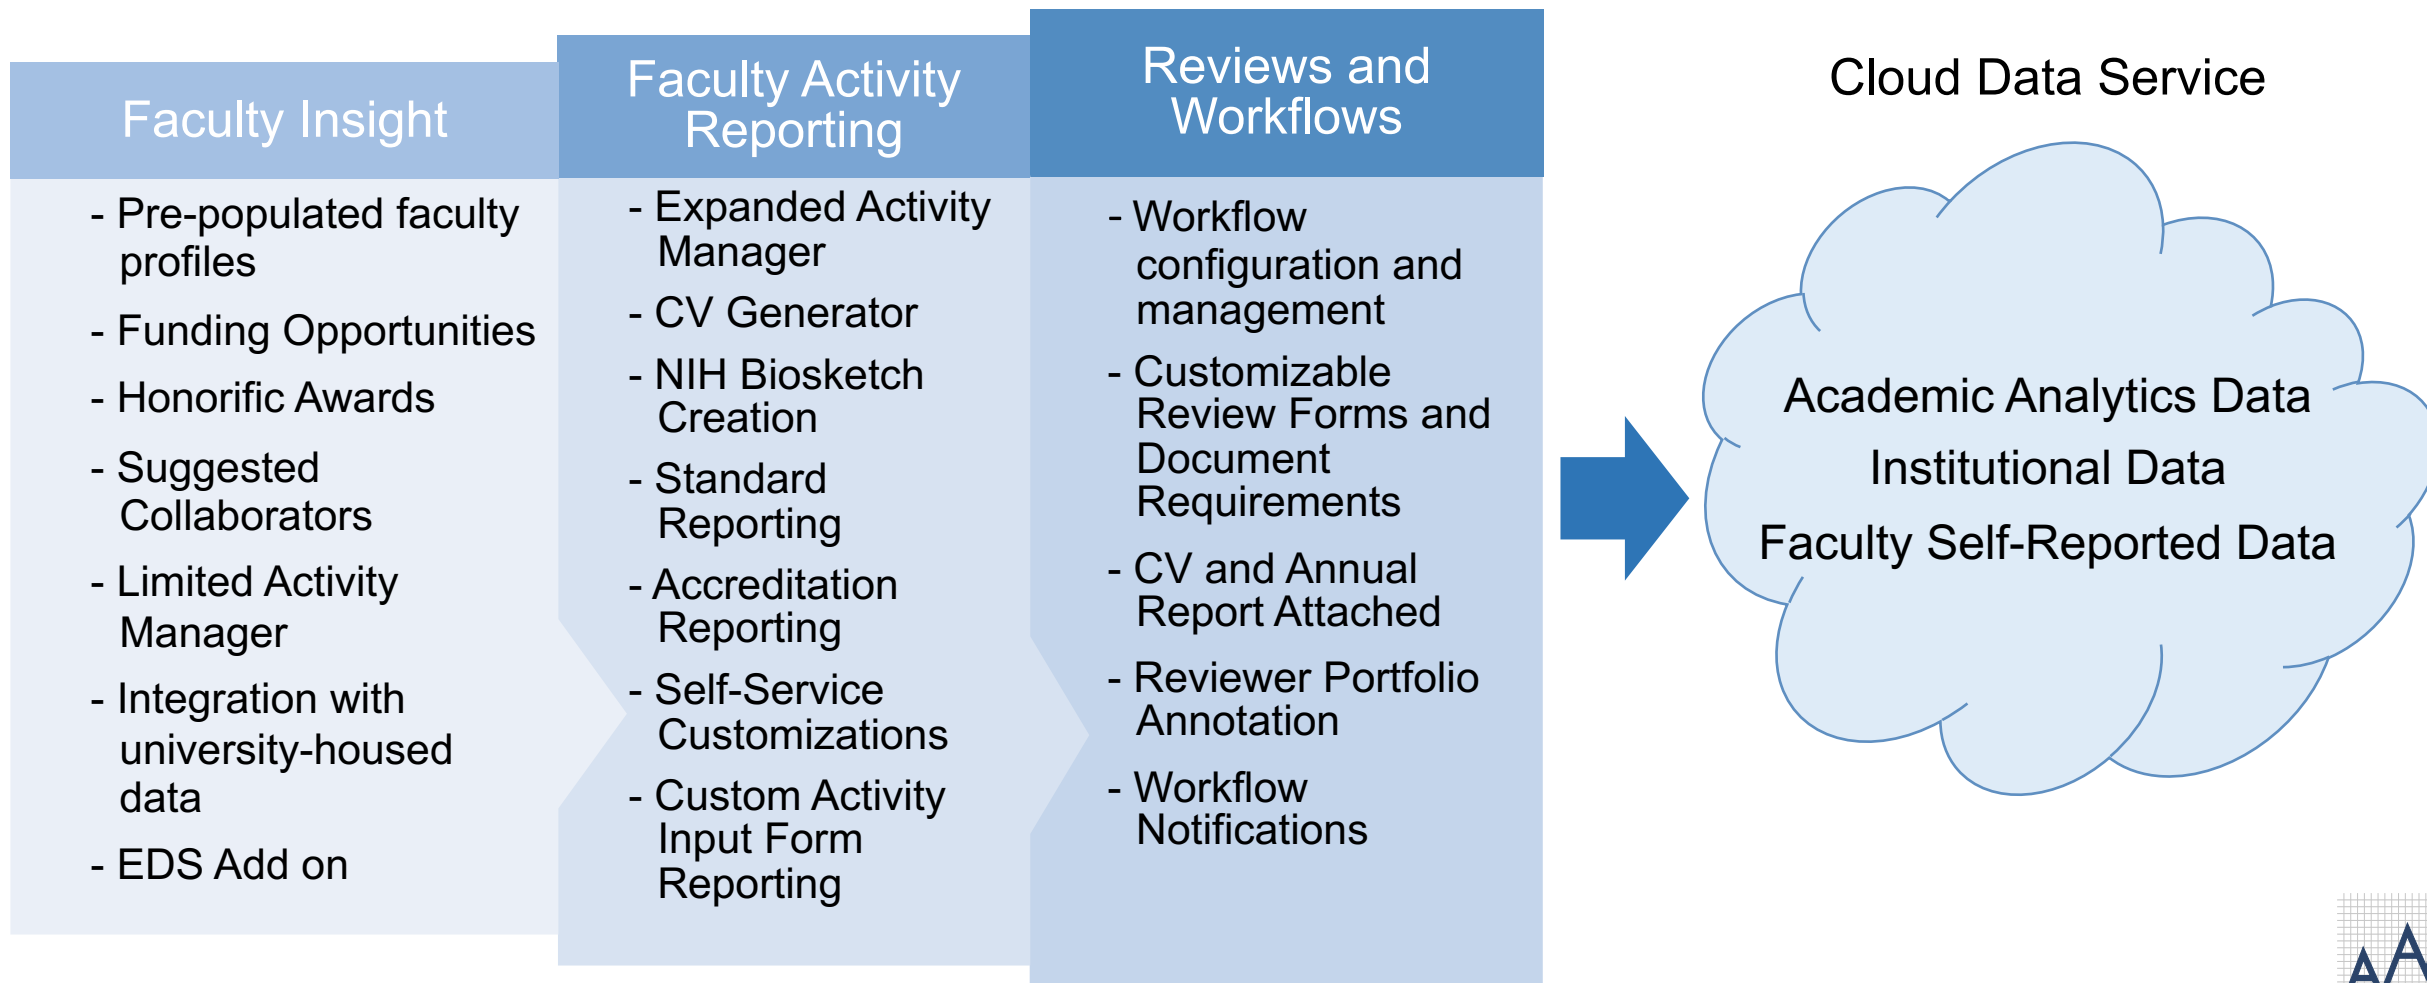 Faculty Insight
- Pre-populated faculty
profiles
- Funding Opportunities
- Honorific Awards
- Suggested
Collaborators
- Limited Activity
Manager
- Integration with
university-housed
data
- EDS Add on
Faculty Activity
Reporting
- Expanded Activity
Manager
- CV Generator
- NIH Biosketch
Creation
- Standard
Reporting
- Accreditation
Reporting
- Self-Service
Customizations
- Custom Activity
Input Form
Reporting
Reviews and
Workflows
- Workflow
configuration and
management
- Customizable
Review Forms and
Document
Requirements
- CV and Annual
Report Attached
- Reviewer Portfolio
Annotation
- Workflow
Notifications
Cloud Data Service
Academic Analytics Data
Institutional Data
Faculty Self-Reported Data
AA